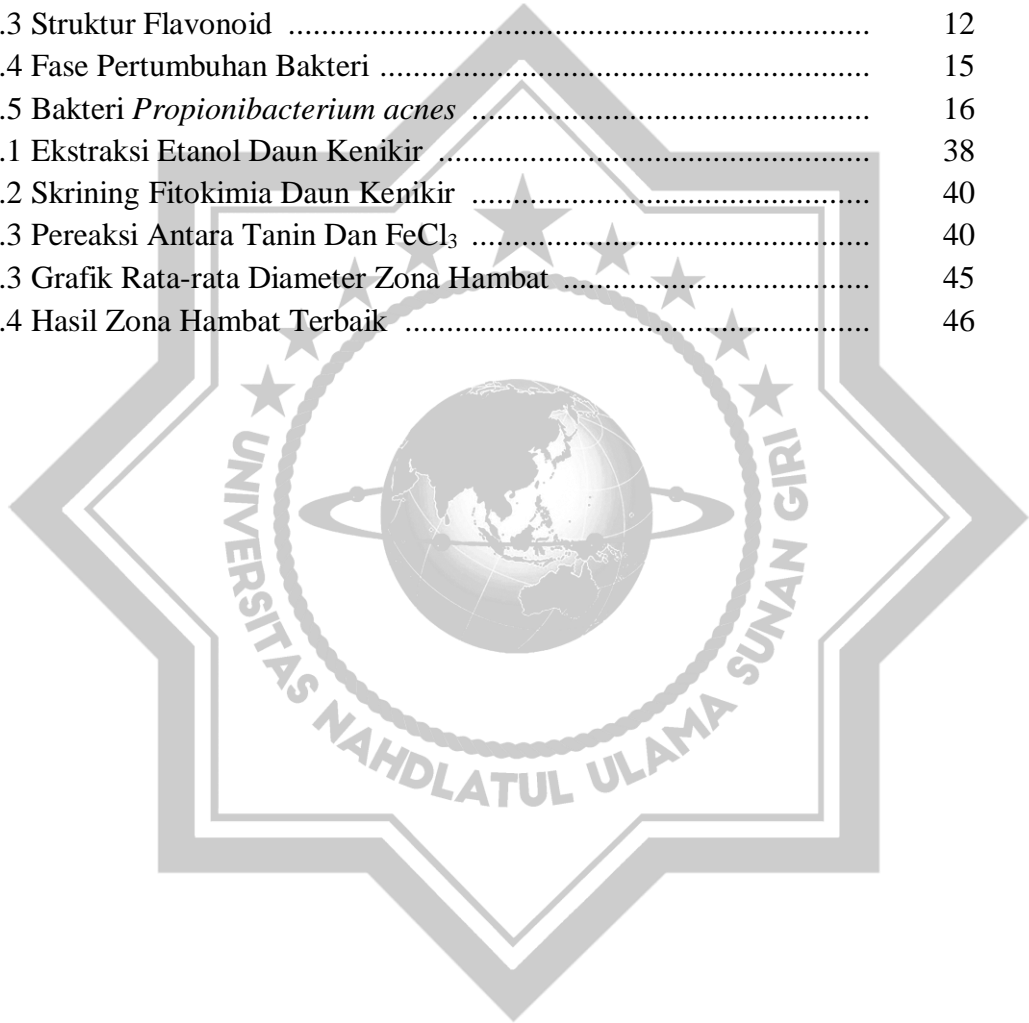 .3 Struktur Flavonoid ........................................................................ 12
.4 Fase Pertumbuhan Bakteri ............................................................. 15
.5 Bakteri Propionibacterium acnes .................................................. 16
.1 Ekstraksi Etanol Daun Kenikir ...................................................... 38
.2 Skrining Fitokimia Daun Kenikir .................................................. 40
.3 Pereaksi Antara Tanin Dan FeCl₃ .................................................. 40
.3 Grafik Rata-rata Diameter Zona Hambat ...................................... 45
.4 Hasil Zona Hambat Terbaik .......................................................... 46
UNIVERSITAS NAHDLATUL ULAMA SUNAN GIRI